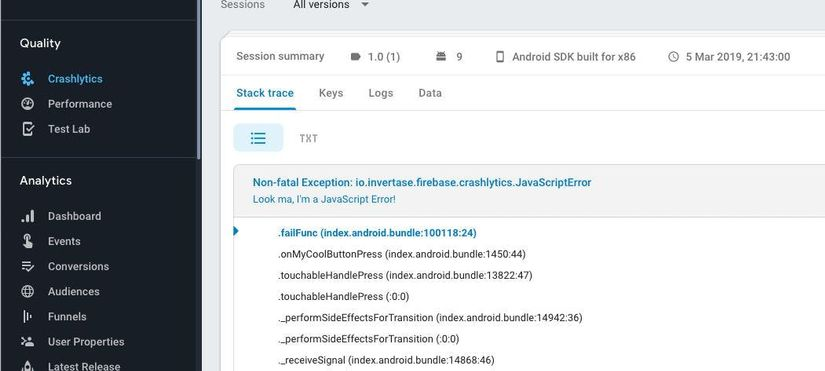 Sessions All versions
Quality
Crashlytics
Performance
Test Lab
Analytics
Dashboard
Events
Conversions
Audiences
Funnels
User Properties
Latest Release
Session summary 1.0 (1) 9 Android SDK built for x86 5 Mar 2019, 21:43:00
Stack trace Keys Logs Data
TXT
Non-fatal Exception: io.invertase.firebase.crashlytics.JavaScriptError
Look ma, I'm a JavaScript Error!
.failFunc (index.android.bundle:100118:24)
.onMyCoolButtonPress (index.android.bundle:1450:44)
.touchableHandlePress (index.android.bundle:13822:47)
.touchableHandlePress (:0:0)
._performSideEffectsForTransition (index.android.bundle:14942:36)
._performSideEffectsForTransition (:0:0)
._receiveSignal (index.android.bundle:14868:46)